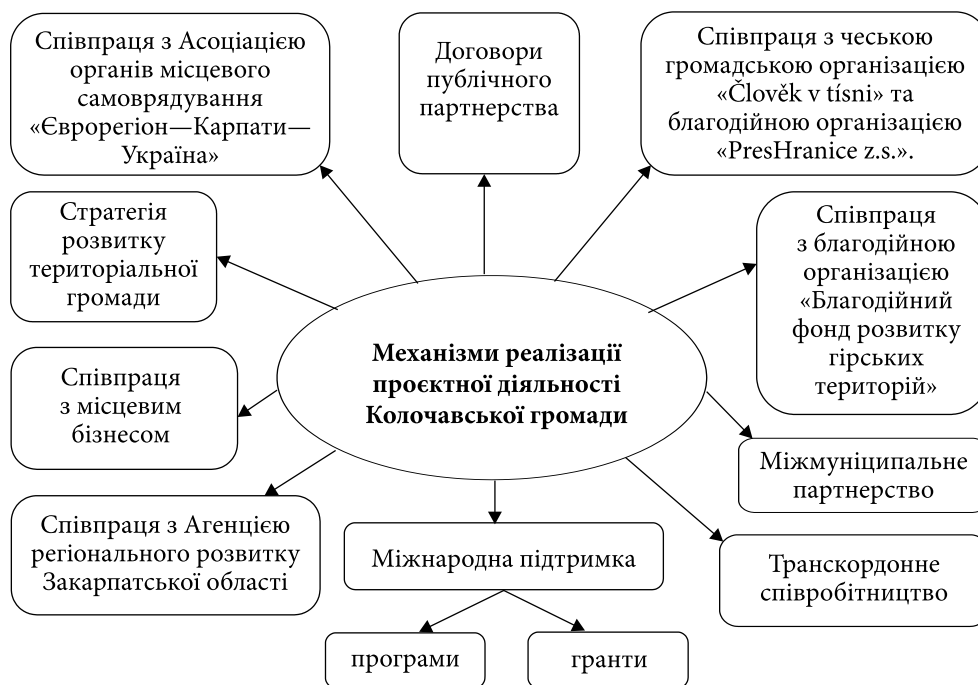 Співпраця з Асоціацією
органів місцевого
самоврядування
«Єврорегіон—Карпати—
Україна»
Договори
публічного
партнерства
Співпраця з чеською
громадською організацією
«Člověk v tísni» та
благодійною організацією
«PresHranice z.s.».
Стратегія
розвитку
територіальної
громади
Співпраця
з благодійною
організацією
«Благодійний
фонд розвитку
гірських
територій»
Механізми реалізації
проєктної діяльності
Колочавської громади
Співпраця
з місцевим
бізнесом
Міжмуніципальне
партнерство
Співпраця з Агенцією
регіонального розвитку
Закарпатської області
Міжнародна підтримка
Транскордонне
співробітництво
програми
гранти